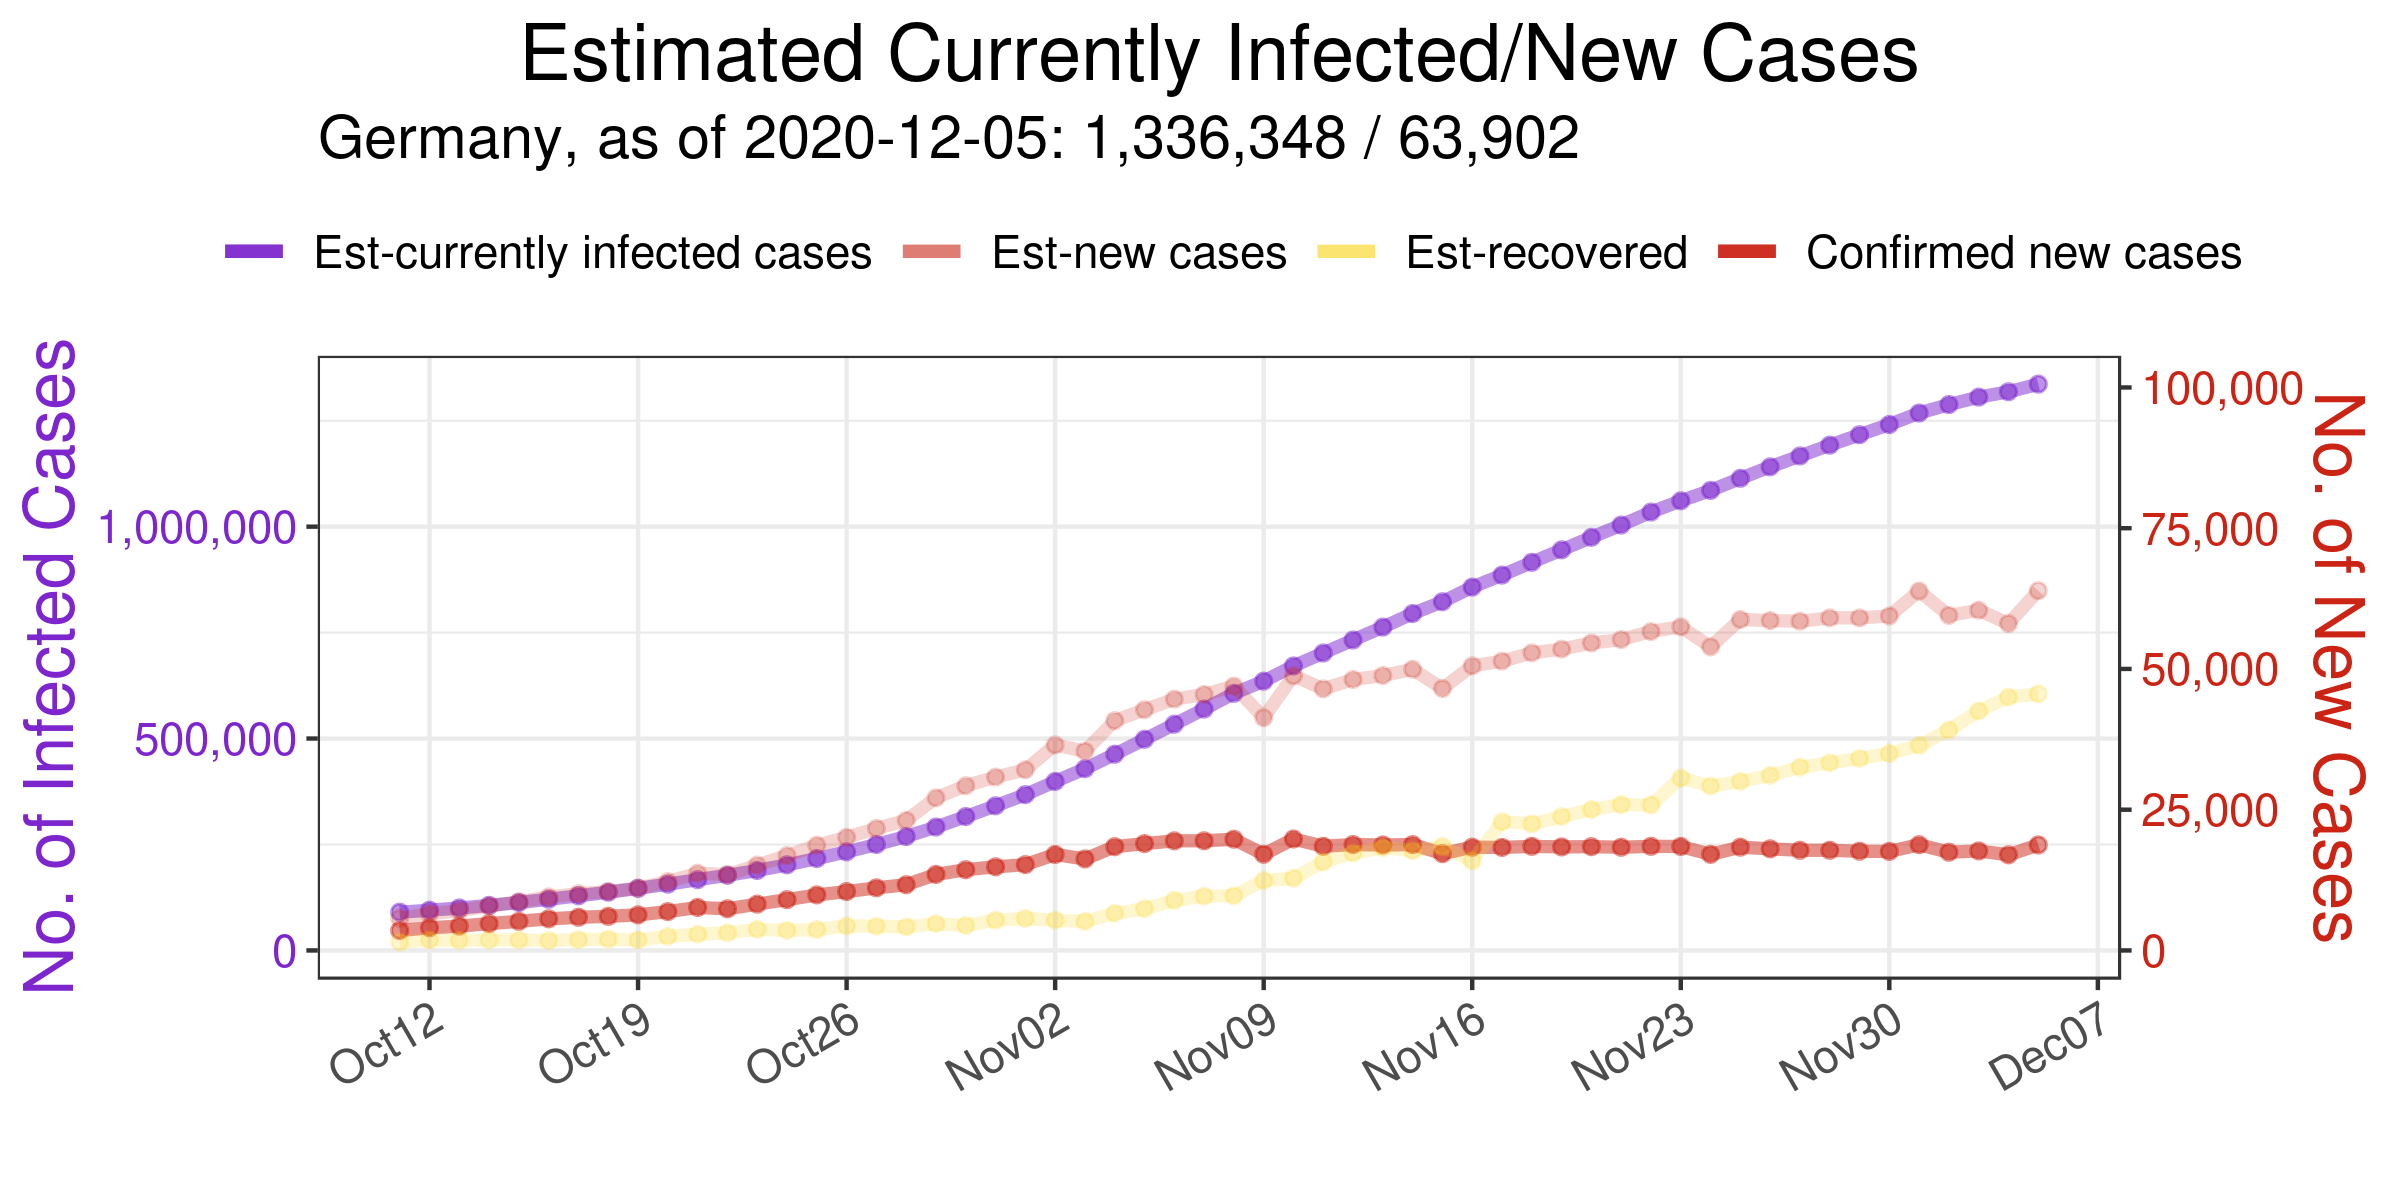 Estimated Currently Infected/New Cases
Germany, as of 2020-12-05: 1,336,348 / 63,902
Est-currently infected cases Est-new cases Est-recovered Confirmed new cases
No. of Infected Cases
1,000,000
500,000
0
100,000
75,000
50,000
25,000
0
No. of New Cases
Oct12 Oct19 Oct26 Nov02 Nov09 Nov16 Nov23 Nov30 Dec07